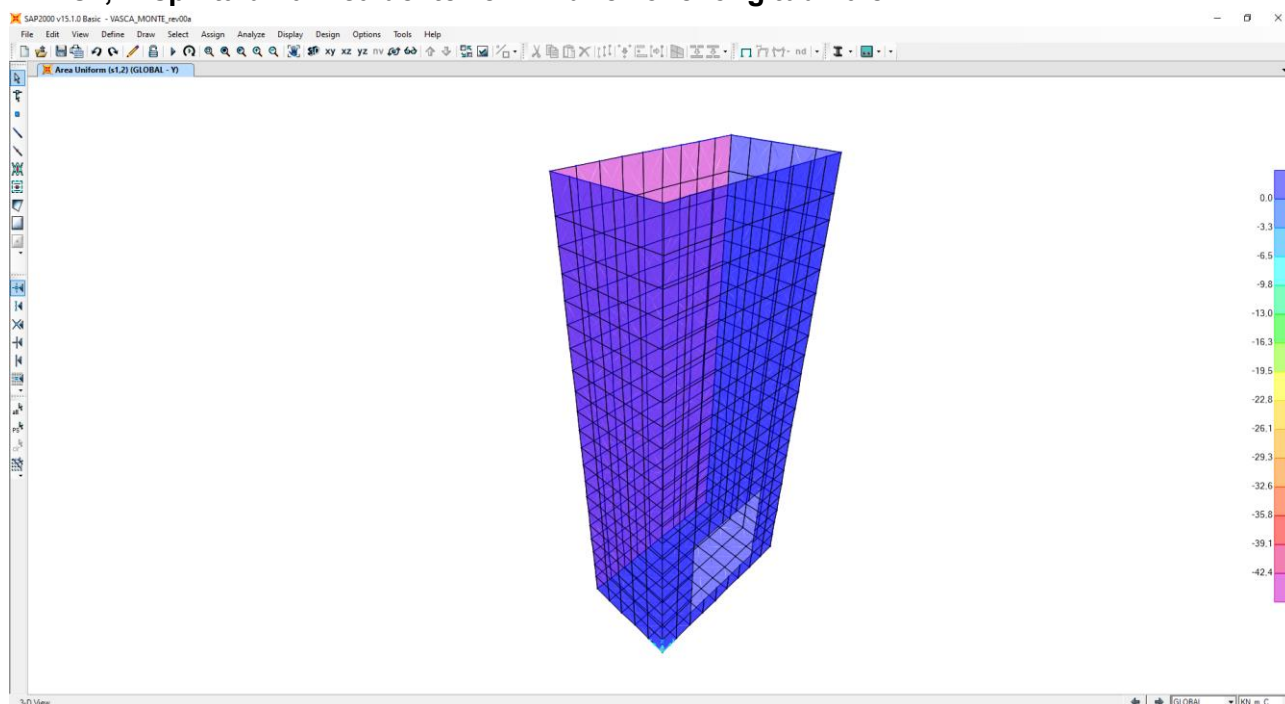 SAP2000 v15.1.0 Basic - VASCA_MONTE_rev00a
File Edit View Define Draw Select Assign Analyze Display Design Options Tools Help
xy xz yz nv nd
Area Uniform (s1,2) (GLOBAL - Y)
0.0
-3.3
-6.5
-9.8
-13.0
-16.3
-19.5
-22.8
-26.1
-29.3
-32.6
-35.8
-39.1
-42.4
3-D View
GLOBAL